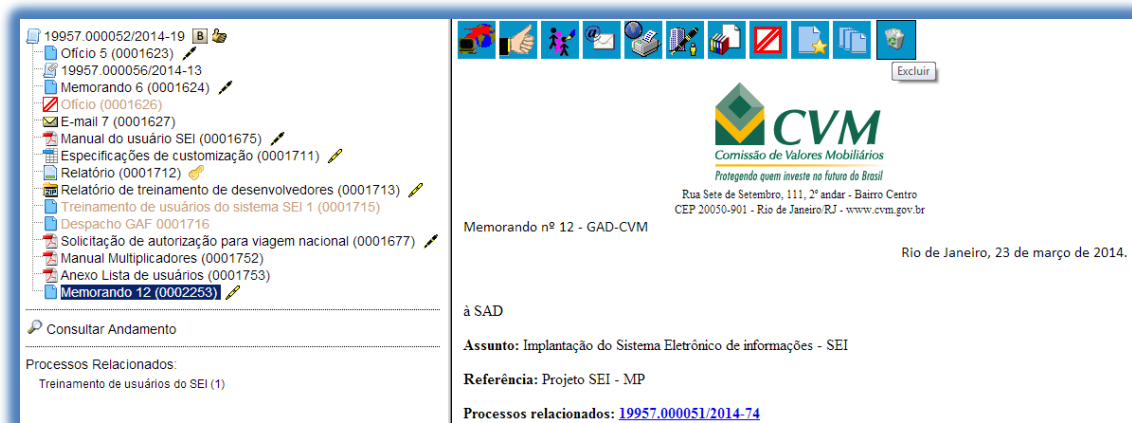 19957.000052/2014-19 B
Ofício 5 (0001623)
19957.000056/2014-13
Memorando 6 (0001624)
Ofício (0001626)
E-mail 7 (0001627)
Manual do usuário SEI (0001675)
Especificações de customização (0001711)
Relatório (0001712)
Relatório de treinamento de desenvolvedores (0001713)
Treinamento de usuários do sistema SEI 1 (0001715)
Despacho GAF 0001716
Solicitação de autorização para viagem nacional (0001677)
Manual Multiplicadores (0001752)
Anexo Lista de usuários (0001753)
Memorando 12 (0002253)
Consultar Andamento
Processos Relacionados:
Treinamento de usuários do SEI (1)
Excluir
CVM
Comissão de Valores Mobiliários
Protegendo quem investe no futuro do Brasil
Rua Sete de Setembro, 111, 2º andar - Bairro Centro
CEP 20050-901 - Rio de Janeiro/RJ - www.cvm.gov.br
Memorando nº 12 - GAD-CVM
Rio de Janeiro, 23 de março de 2014.
à SAD
Assunto: Implantação do Sistema Eletrônico de informações - SEI
Referência: Projeto SEI - MP
Processos relacionados: 19957.000051/2014-74